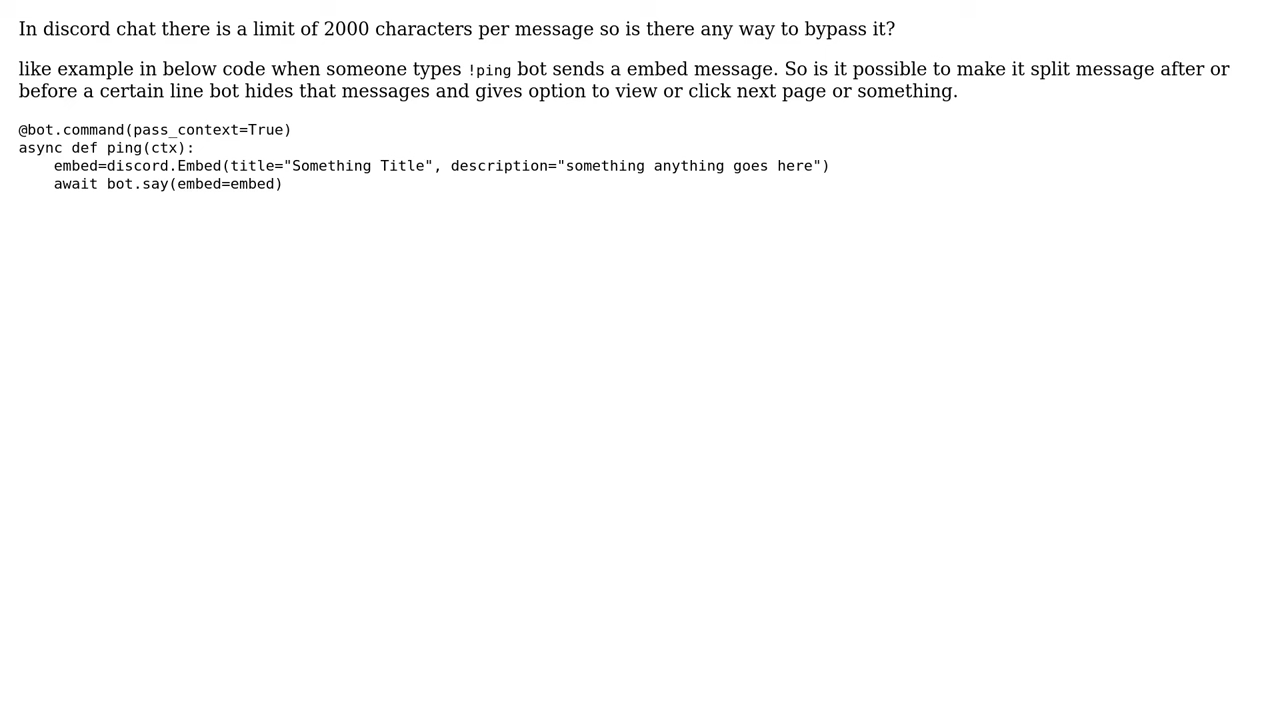 In discord chat there is a limit of 2000 characters per message so is there any way to bypass it?
like example in below code when someone types !ping bot sends a embed message. So is it possible to make it split message after or
before a certain line bot hides that messages and gives option to view or click next page or something.
@bot.command(pass_context=True)
async def ping(ctx):
    embed=discord.Embed(title="Something Title", description="something anything goes here")
    await bot.say(embed=embed)